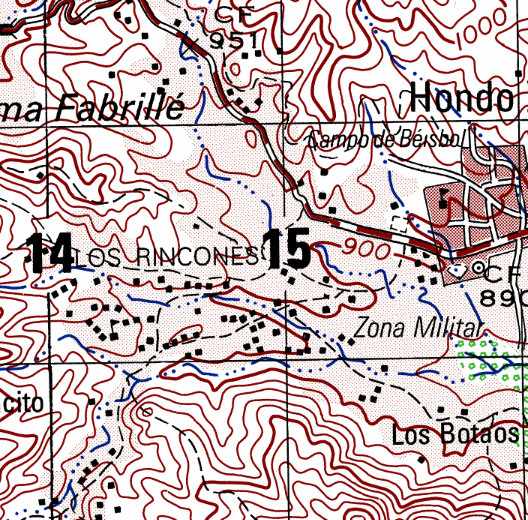 CF
951
1000
Hondo
ma Fabrillé
Campo de Béisbol
14 LOS RINCONES 15
900
CF
890
Zona Militar
cito
Los Botaos